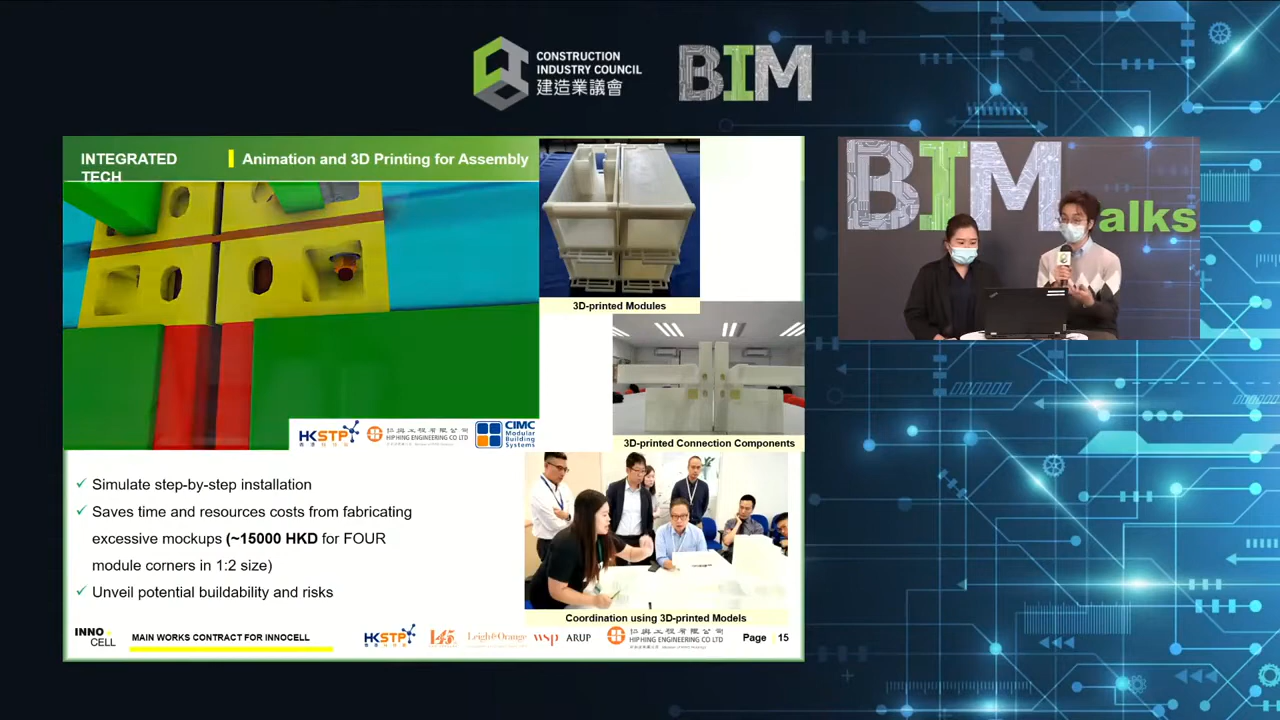 CONSTRUCTION
INDUSTRY COUNCIL
建造業議會
BIM
INTEGRATED
TECH
Animation and 3D Printing for Assembly
3D-printed Modules
BIM
alks
HKSTP
HIP HING ENGINEERING CO LTD
CIMC
Modular
Building
Systems
3D-printed Connection Components
✓ Simulate step-by-step installation
✓ Saves time and resources costs from fabricating
excessive mockups (~15000 HKD for FOUR
module corners in 1:2 size)
✓ Unveil potential buildability and risks
Coordination using 3D-printed Models
INNO
CELL
MAIN WORKS CONTRACT FOR INNOCELL
HKSTP
Leigh&Orange
wsp
ARUP
HIP HING ENGINEERING CO LTD
Page 15